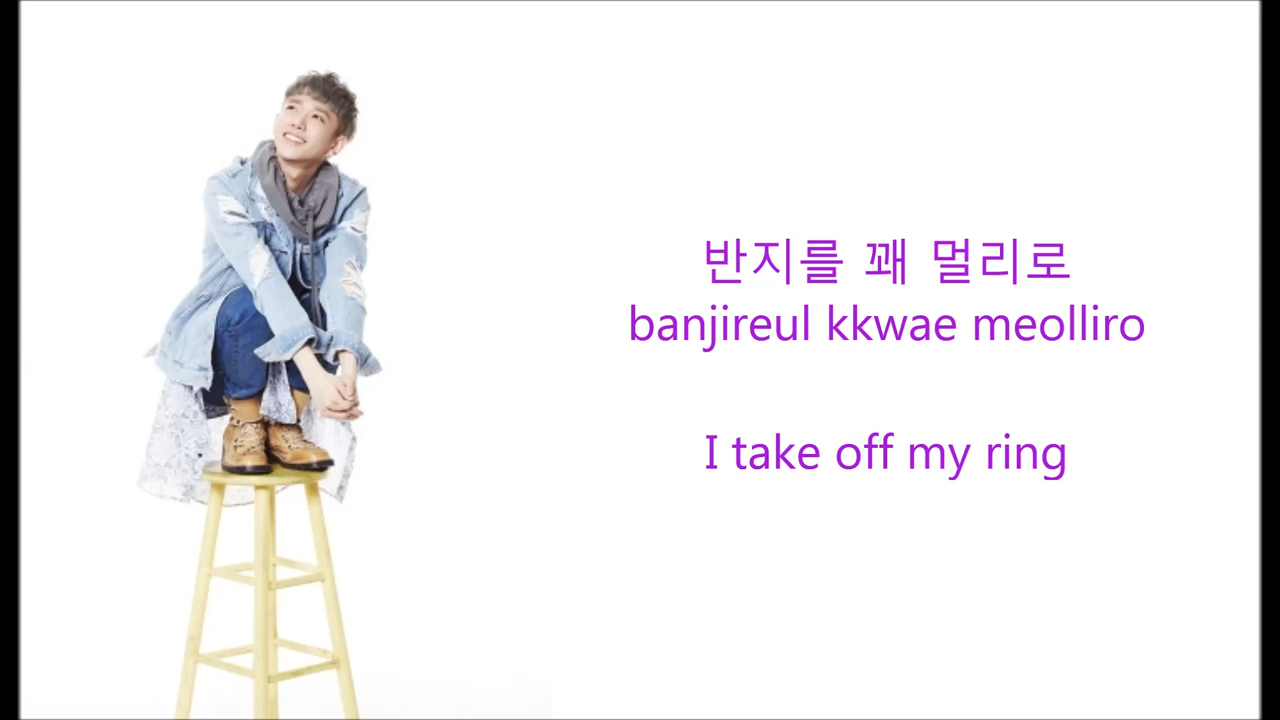 반지를 꽤 멀리로
banjireul kkwae meolliro
I take off my ring